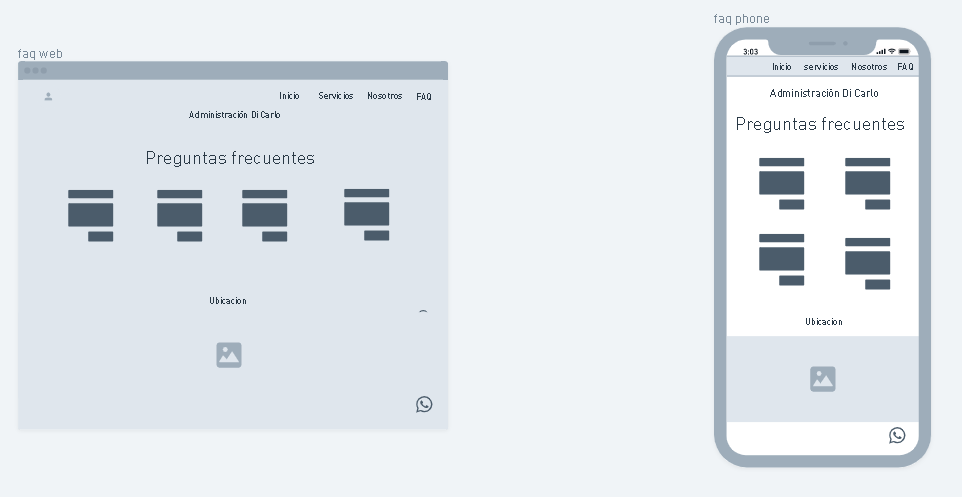 faq web
Inicio Servicios Nosotros FAQ
Administración Di Carlo
Preguntas frecuentes
Ubicacion
faq phone
3:03
Inicio servicios Nosotros FAQ
Administración Di Carlo
Preguntas frecuentes
Ubicacion